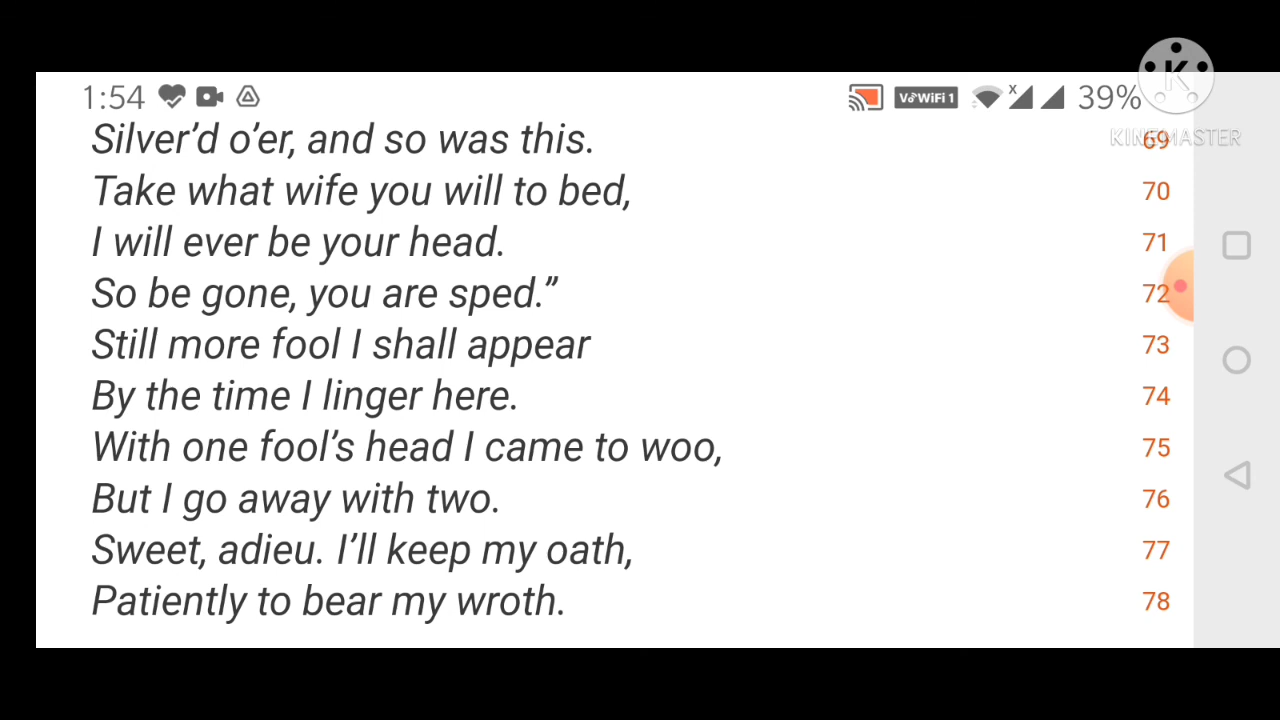 1:54 VoWiFi 1 x 39%
K
KINEMASTER
Silver’d o’er, and so was this. 69
Take what wife you will to bed, 70
I will ever be your head. 71
So be gone, you are sped.” 72
Still more fool I shall appear 73
By the time I linger here. 74
With one fool’s head I came to woo, 75
But I go away with two. 76
Sweet, adieu. I’ll keep my oath, 77
Patiently to bear my wroth. 78